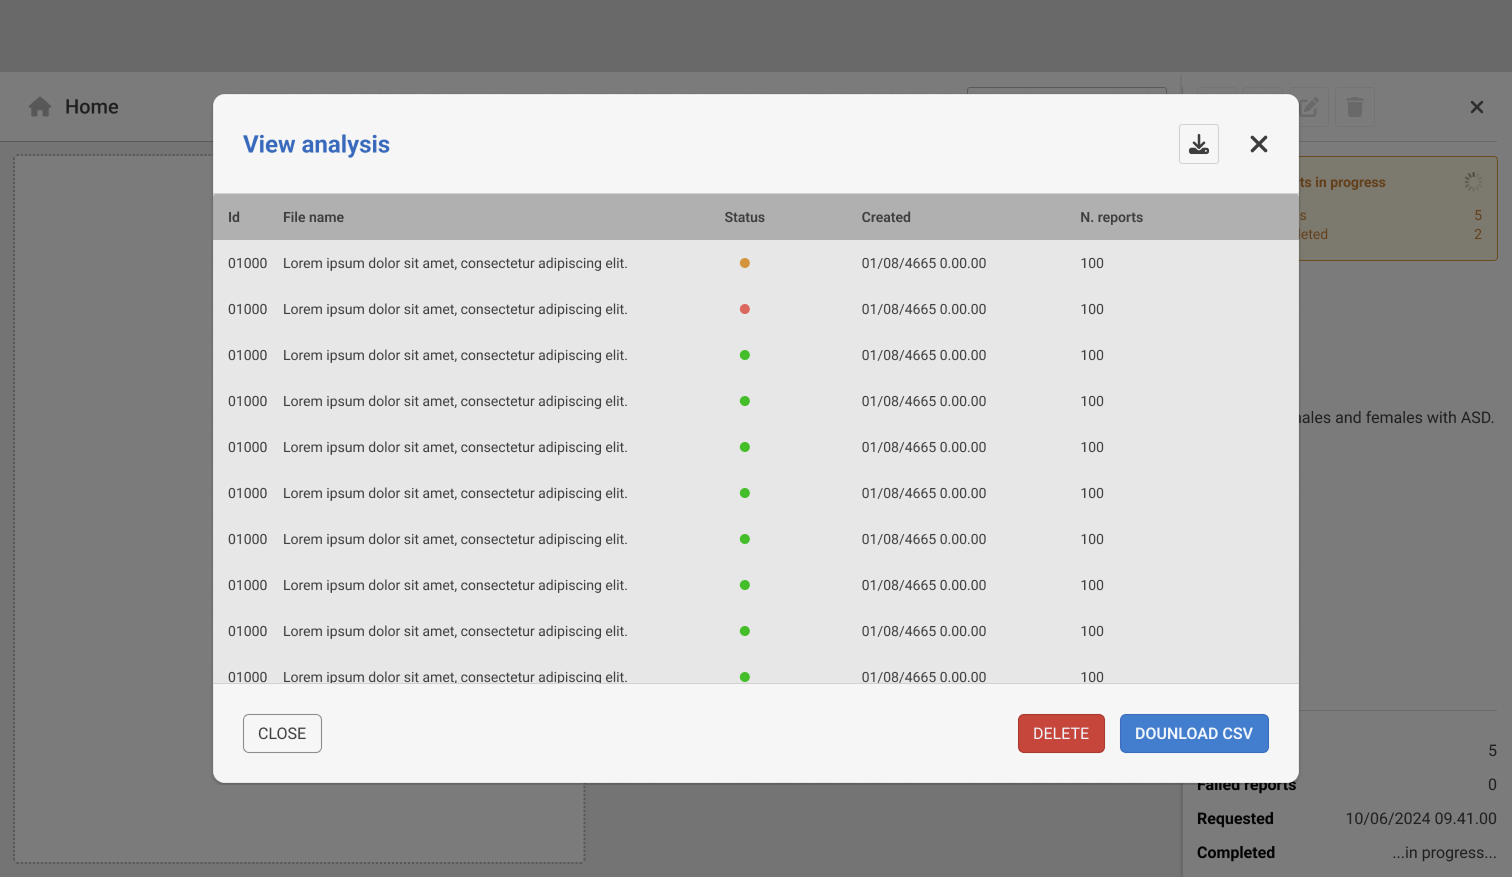 Home
View analysis
Id File name Status Created N. reports
01000 Lorem ipsum dolor sit amet, consectetur adipiscing elit. 01/08/4665 0.00.00 100
01000 Lorem ipsum dolor sit amet, consectetur adipiscing elit. 01/08/4665 0.00.00 100
01000 Lorem ipsum dolor sit amet, consectetur adipiscing elit. 01/08/4665 0.00.00 100
01000 Lorem ipsum dolor sit amet, consectetur adipiscing elit. 01/08/4665 0.00.00 100
01000 Lorem ipsum dolor sit amet, consectetur adipiscing elit. 01/08/4665 0.00.00 100
01000 Lorem ipsum dolor sit amet, consectetur adipiscing elit. 01/08/4665 0.00.00 100
01000 Lorem ipsum dolor sit amet, consectetur adipiscing elit. 01/08/4665 0.00.00 100
01000 Lorem ipsum dolor sit amet, consectetur adipiscing elit. 01/08/4665 0.00.00 100
01000 Lorem ipsum dolor sit amet, consectetur adipiscing elit. 01/08/4665 0.00.00 100
01000 Lorem ipsum dolor sit amet, consectetur adipiscing elit. 01/08/4665 0.00.00 100
CLOSE
DELETE
DOUNLOAD CSV
in progress
5
2
and females with ASD.
5
Failed reports 0
Requested 10/06/2024 09.41.00
Completed ...in progress...